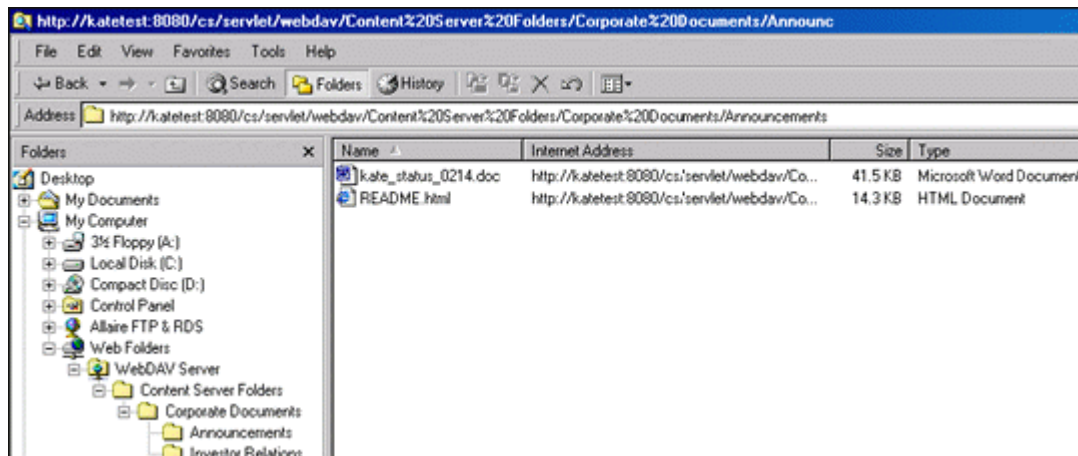 http://katetest:8080/cs/servlet/webdav/Content%20Server%20Folders/Corporate%20Documents/Announc
File Edit View Favorites Tools Help
Back Search Folders History
Address http://katetest:8080/cs/servlet/webdav/Content%20Server%20Folders/Corporate%20Documents/Announcements
Folders x Name Internet Address Size Type
Desktop kate_status_0214.doc http://katetest:8080/cs/servlet/webdav/Co... 41.5 KB Microsoft Word Document
My Documents README.html http://katetest:8080/cs/servlet/webdav/Co... 14.3 KB HTML Document
My Computer
3½ Floppy (A:)
Local Disk (C:)
Compact Disc (D:)
Control Panel
Allaire FTP & RDS
Web Folders
WebDAV Server
Content Server Folders
Corporate Documents
Announcements
Investor Relations